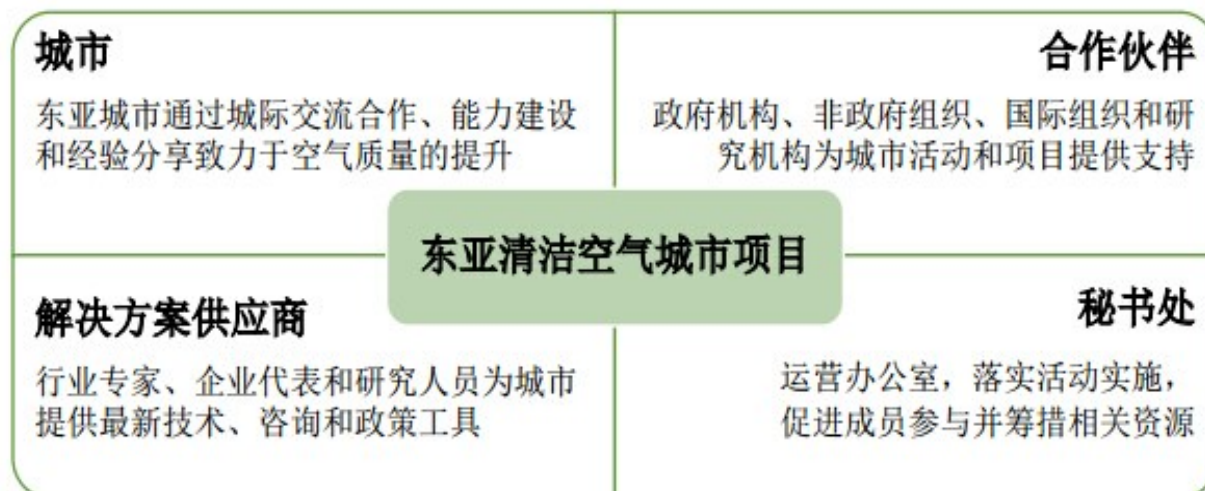 城市
东亚城市通过城际交流合作、能力建设
和经验分享致力于空气质量的提升
合作伙伴
政府机构、非政府组织、国际组织和研
究机构为城市活动和项目提供支持
东亚清洁空气城市项目
解决方案供应商
行业专家、企业代表和研究人员为城市
提供最新技术、咨询和政策工具
秘书处
运营办公室，落实活动实施，
促进成员参与并筹措相关资源